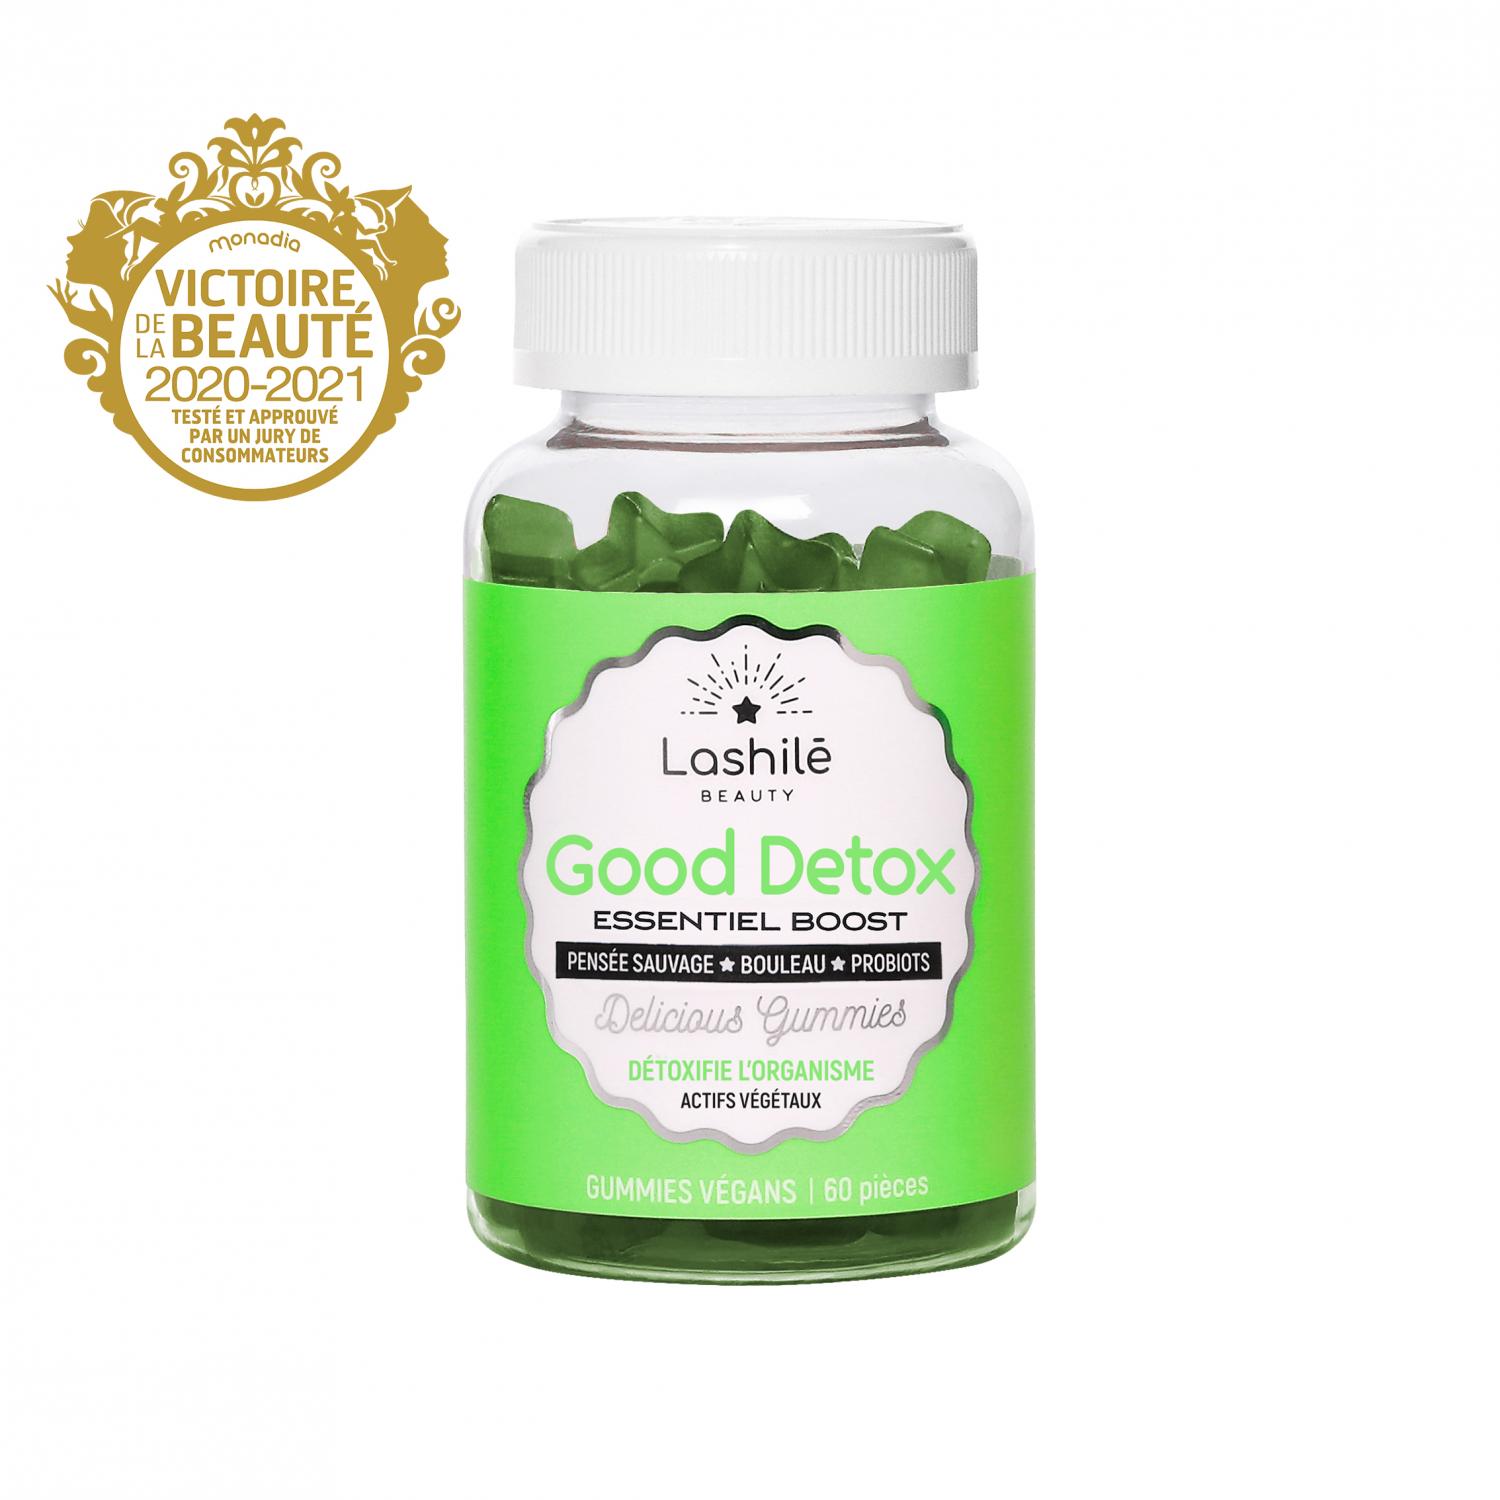 monadia
VICTOIRE
DE LA BEAUTÉ
2020-2021
TESTÉ ET APPROUVÉ
PAR UN JURY DE
CONSOMMATEURS
Lashilē
BEAUTY
Good Detox
ESSENTIEL BOOST
PENSÉE SAUVAGE ★ BOULEAU ★ PROBIOTS
Delicious Gummies
DÉTOXIFIE L'ORGANISME
ACTIFS VÉGÉTAUX
GUMMIES VÉGANS | 60 pièces